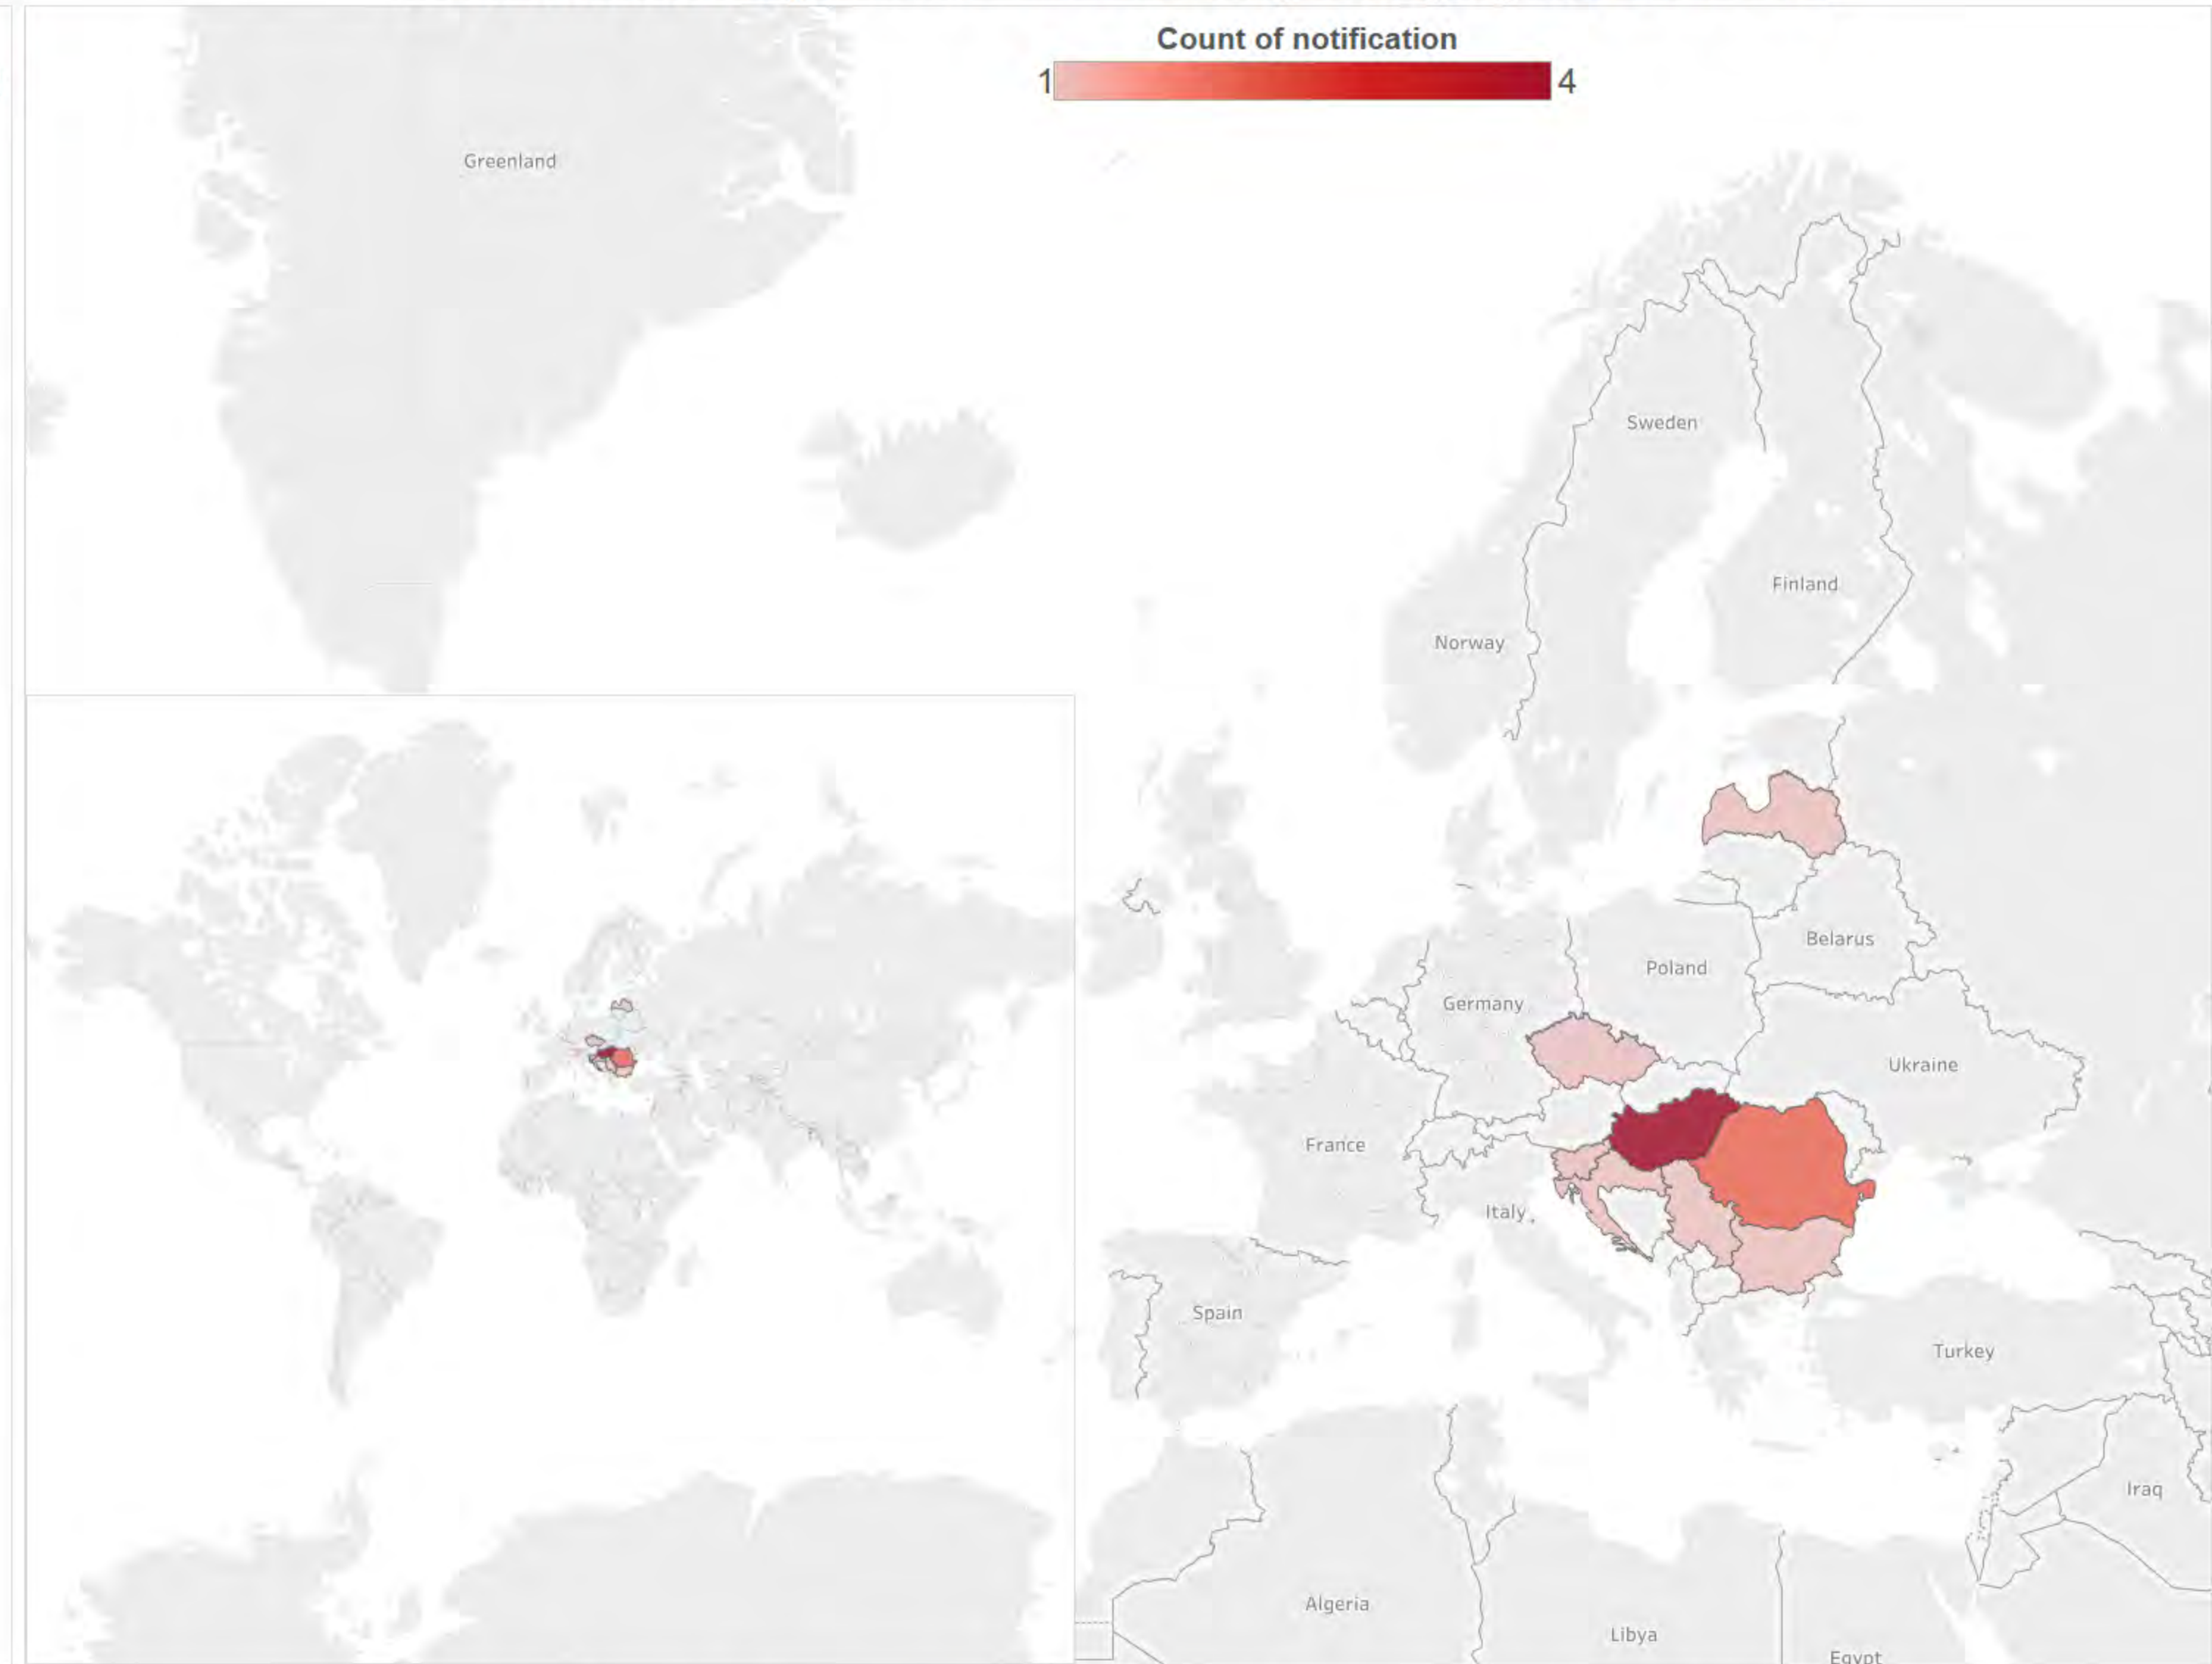 Count of notification
1 4
Greenland
Sweden
Finland
Norway
Belarus
Poland
Germany
Ukraine
France
Italy
Spain
Turkey
Iraq
Algeria
Libya
Egypt